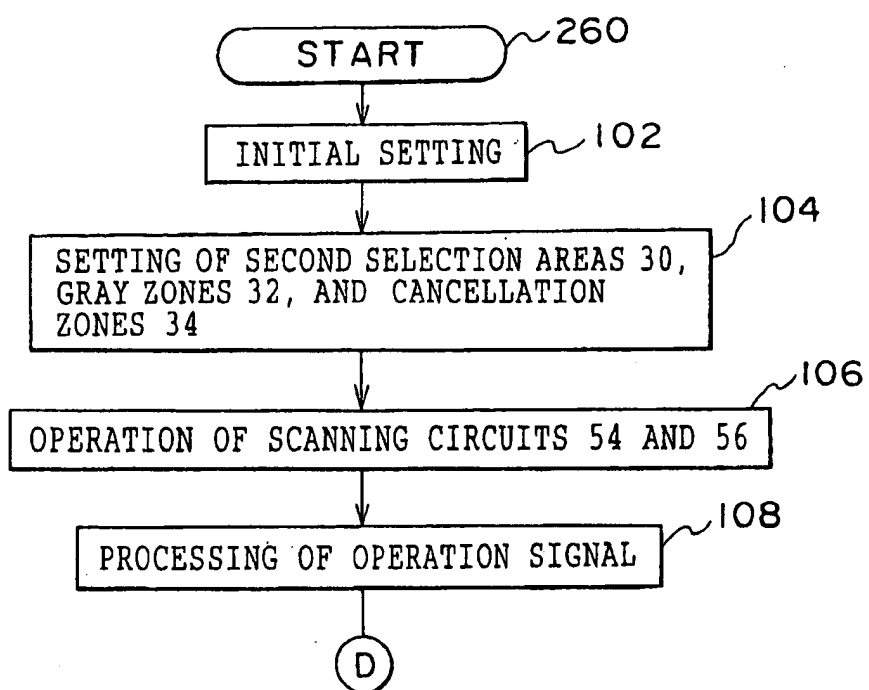 START
260
INITIAL SETTING
102
104
SETTING OF SECOND SELECTION AREAS 30,
GRAY ZONES 32, AND CANCELLATION
ZONES 34
106
OPERATION OF SCANNING CIRCUITS 54 AND 56
108
PROCESSING OF OPERATION SIGNAL
D